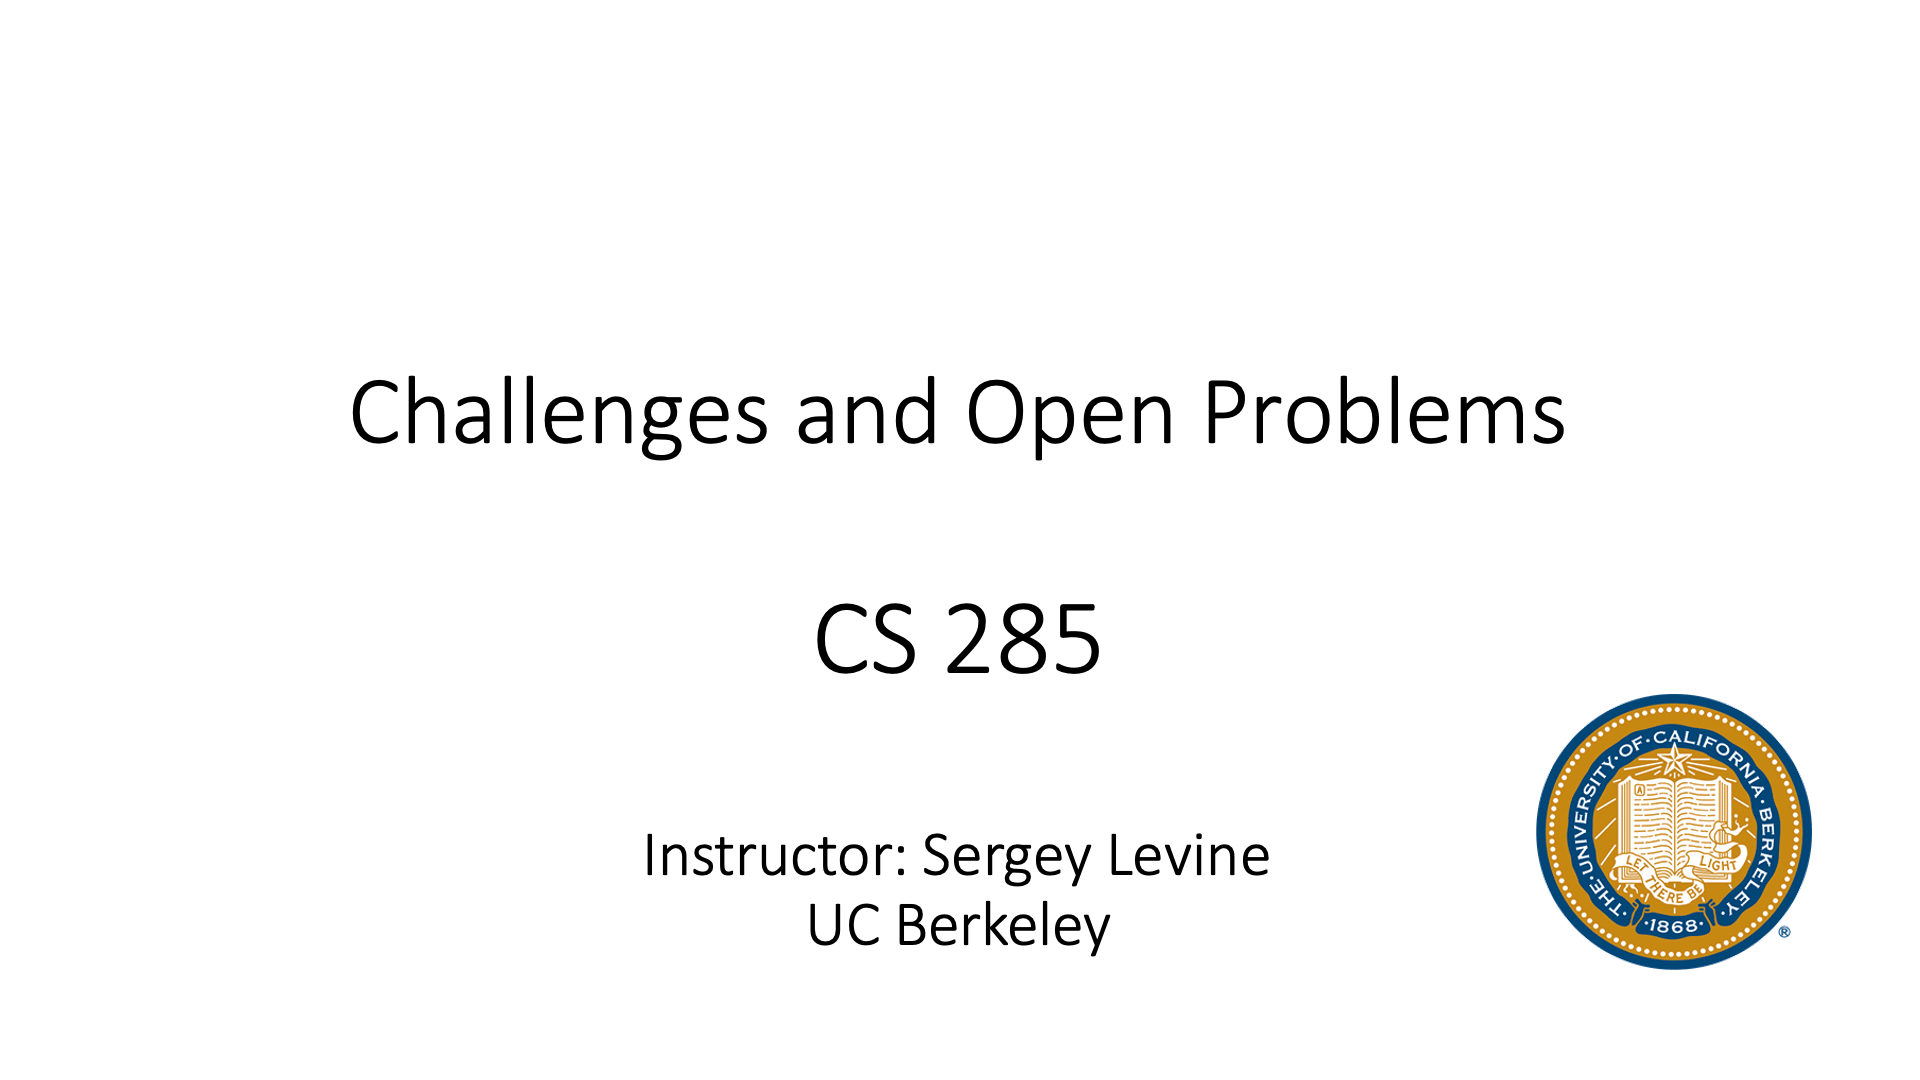 Challenges and Open Problems
CS 285
Instructor: Sergey Levine
UC Berkeley
THE·UNIVERSITY·OF·CALIFORNIA·BERKELEY
A
LET THERE BE LIGHT
·1868·
®